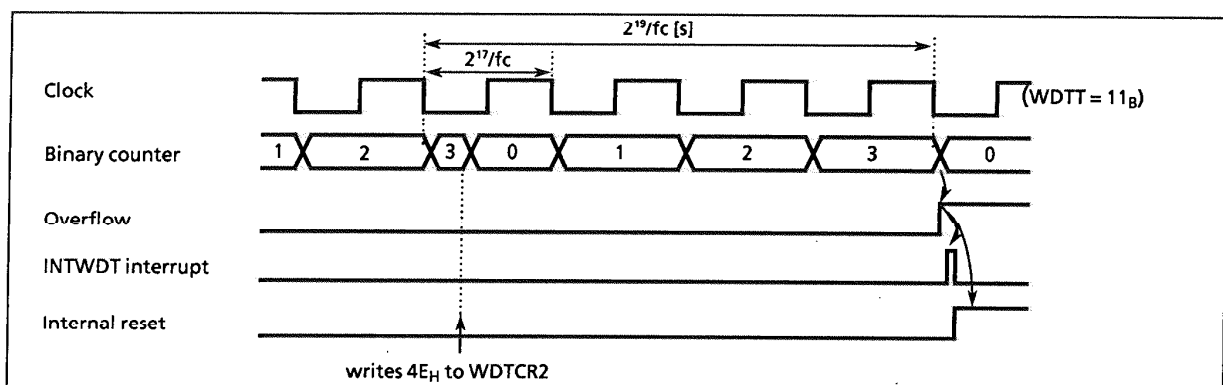 2¹⁹/fc [s]
2¹⁷/fc
Clock
(WDTT = 11B)
Binary counter
1 2 3 0 1 2 3 0
Overflow
INTWDT interrupt
Internal reset
writes 4EH to WDTCR2